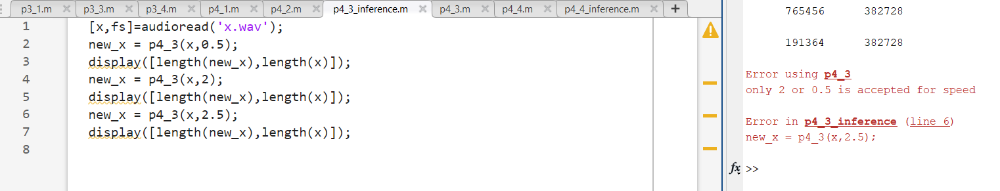 p3_1.m p3_3.m p3_4.m p4_1.m p4_2.m p4_3_inference.m p4_3.m p4_4.m p4_4_inference.m +
1 [x,fs]=audioread('x.wav');
2 new_x = p4_3(x,0.5);
3 display([length(new_x),length(x)]);
4 new_x = p4_3(x,2);
5 display([length(new_x),length(x)]);
6 new_x = p4_3(x,2.5);
7 display([length(new_x),length(x)]);
8
765456 382728
191364 382728
Error using p4_3
only 2 or 0.5 is accepted for speed
Error in p4_3_inference (line 6)
new_x = p4_3(x,2.5);
fx >>